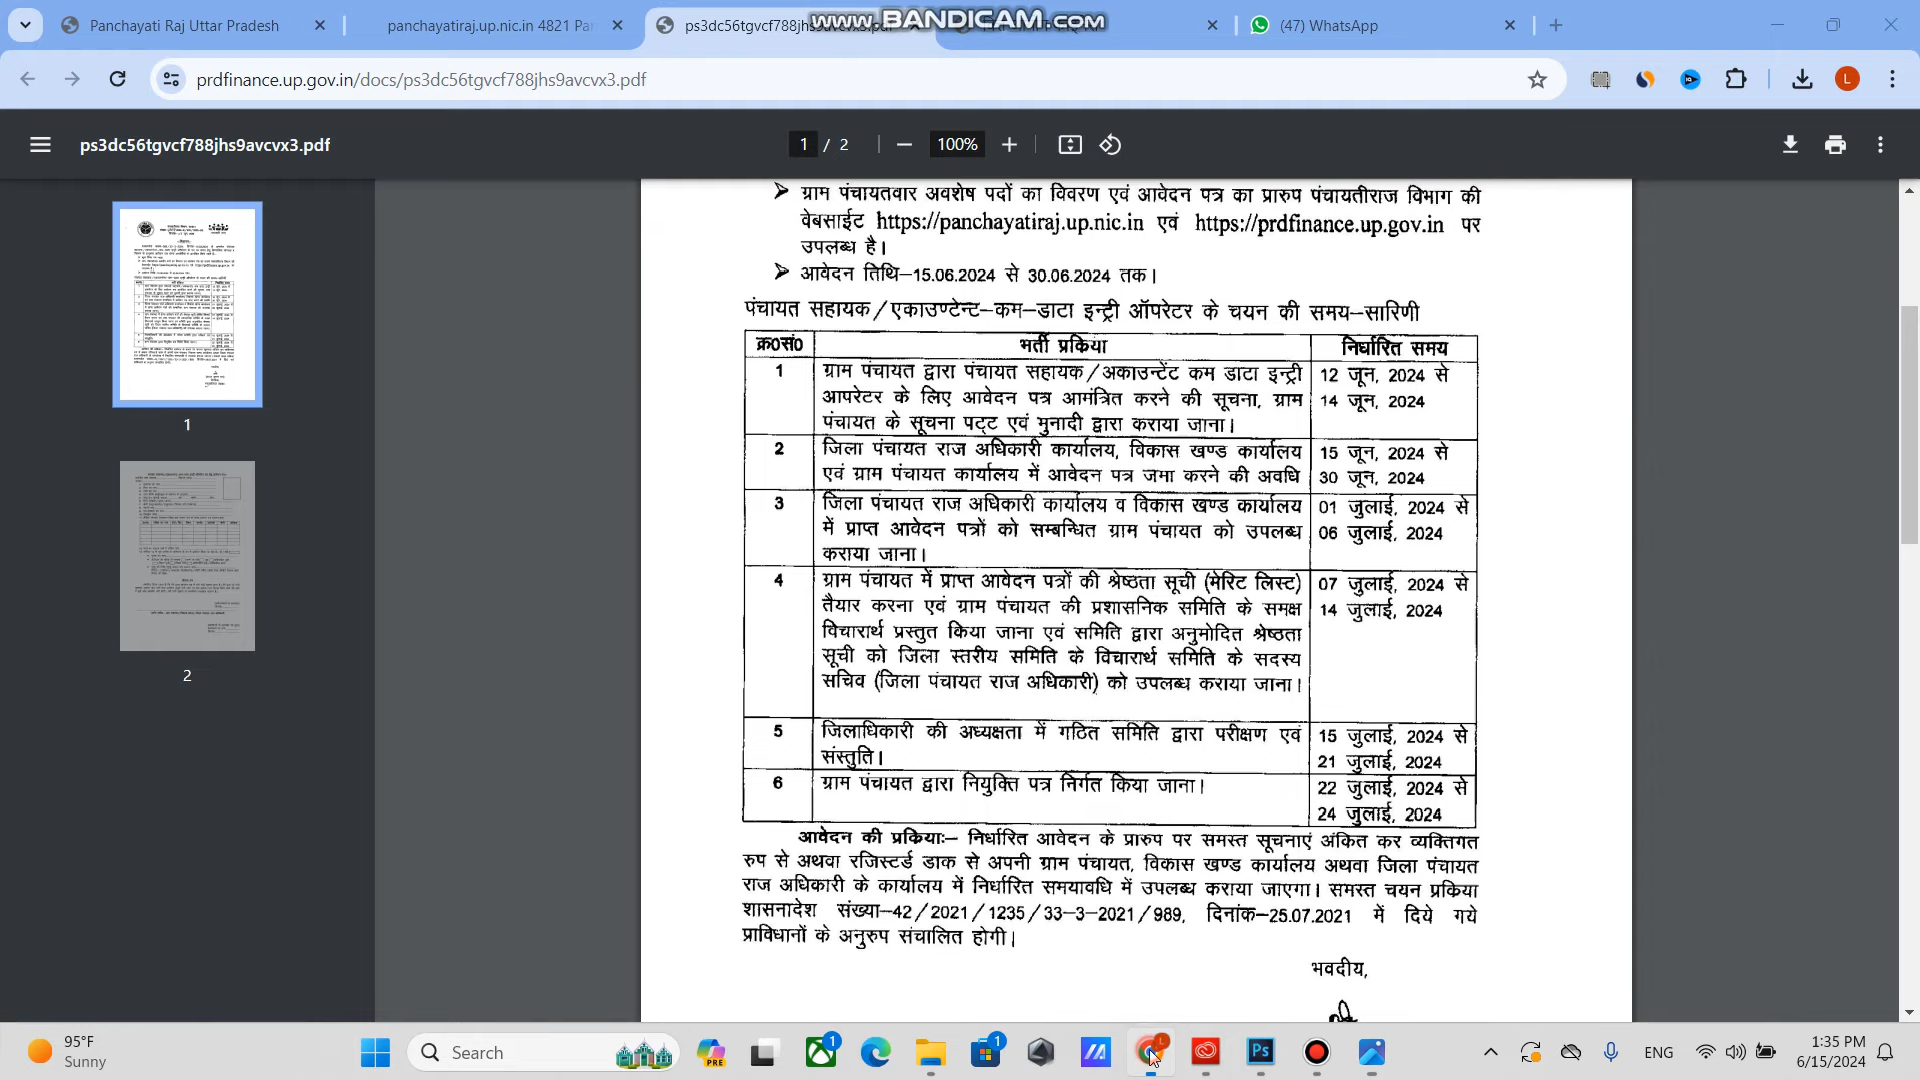 Panchayati Raj Uttar Pradesh
panchayatiraj.up.nic.in 4821 Pan
ps3dc56tgvcf788jhs9avcvx3.pdf
www.BANDICAM.com
(47) WhatsApp
prdfinance.up.gov.in/docs/ps3dc56tgvcf788jhs9avcvx3.pdf
L
ps3dc56tgvcf788jhs9avcvx3.pdf
1 / 2
100%
1
2
➤ ग्राम पंचायतवार अवशेष पदों का विवरण एवं आवेदन पत्र का प्रारुप पंचायतीराज विभाग की
वेबसाईट https://panchayatiraj.up.nic.in एवं https://prdfinance.up.gov.in पर
उपलब्ध है।
➤ आवेदन तिथि–15.06.2024 से 30.06.2024 तक।
पंचायत सहायक/एकाउण्टेन्ट–कम–डाटा इन्ट्री ऑपरेटर के चयन की समय–सारिणी
क्र0सं0 भर्ती प्रकिया निर्धारित समय
1 ग्राम पंचायत द्वारा पंचायत सहायक/अकाउन्टेंट कम डाटा इन्ट्री 12 जून, 2024 से
आपरेटर के लिए आवेदन पत्र आमंत्रित करने की सूचना, ग्राम 14 जून, 2024
पंचायत के सूचना पट्ट एवं मुनादी द्वारा कराया जाना।
2 जिला पंचायत राज अधिकारी कार्यालय, विकास खण्ड कार्यालय 15 जून, 2024 से
एवं ग्राम पंचायत कार्यालय में आवेदन पत्र जमा करने की अवधि 30 जून, 2024
3 जिला पंचायत राज अधिकारी कार्यालय व विकास खण्ड कार्यालय 01 जुलाई, 2024 से
में प्राप्त आवेदन पत्रों को सम्बन्धित ग्राम पंचायत को उपलब्ध 06 जुलाई, 2024
कराया जाना।
4 ग्राम पंचायत में प्राप्त आवेदन पत्रों की श्रेष्ठता सूची (मेरिट लिस्ट) 07 जुलाई, 2024 से
तैयार करना एवं ग्राम पंचायत की प्रशासनिक समिति के समक्ष 14 जुलाई, 2024
विचारार्थ प्रस्तुत किया जाना एवं समिति द्वारा अनुमोदित श्रेष्ठता
सूची को जिला स्तरीय समिति के विचारार्थ समिति के सदस्य
सचिव (जिला पंचायत राज अधिकारी) को उपलब्ध कराया जाना।
5 जिलाधिकारी की अध्यक्षता में गठित समिति द्वारा परीक्षण एवं 15 जुलाई, 2024 से
संस्तुति। 21 जुलाई, 2024
6 ग्राम पंचायत द्वारा नियुक्ति पत्र निर्गत किया जाना। 22 जुलाई, 2024 से
24 जुलाई, 2024
आवेदन की प्रकियाः– निर्धारित आवेदन के प्रारुप पर समस्त सूचनाएं अंकित कर व्यक्तिगत
रुप से अथवा रजिस्टर्ड डाक से अपनी ग्राम पंचायत, विकास खण्ड कार्यालय अथवा जिला पंचायत
राज अधिकारी के कार्यालय में निर्धारित समयावधि में उपलब्ध कराया जाएगा। समस्त चयन प्रकिया
शासनादेश संख्या–42/2021/1235/33–3–2021/989, दिनांक–25.07.2021 में दिये गये
प्राविधानों के अनुरुप संचालित होगी।
भवदीय,
95°F
Sunny
Search
PRE
1
1
L
Ps
ENG
1:35 PM
6/15/2024